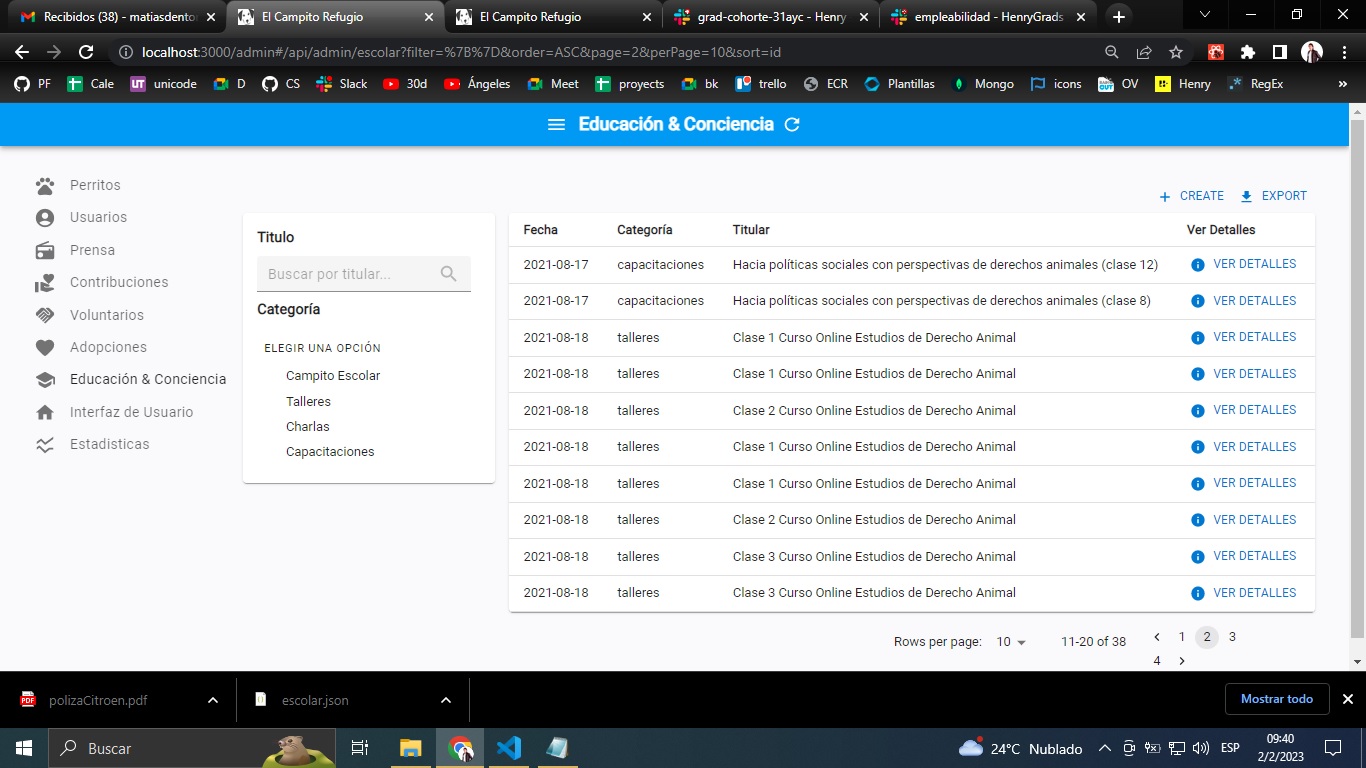 Recibidos (38) - matiasdento
El Campito Refugio
El Campito Refugio
grad-cohorte-31ayc - Henry
empleabilidad - HenryGrads
localhost:3000/admin#/api/admin/escolar?filter=%7B%7D&order=ASC&page=2&perPage=10&sort=id
PF Cale unicode D CS Slack 30d Ángeles Meet proyects bk trello ECR Plantillas Mongo icons OV Henry RegEx »
Educación & Conciencia
Perritos
Usuarios
Prensa
Contribuciones
Voluntarios
Adopciones
Educación & Conciencia
Interfaz de Usuario
Estadisticas
Titulo
Buscar por titular...
Categoría
ELEGIR UNA OPCIÓN
Campito Escolar
Talleres
Charlas
Capacitaciones
CREATE EXPORT
Fecha Categoría Titular Ver Detalles
2021-08-17 capacitaciones Hacia políticas sociales con perspectivas de derechos animales (clase 12) VER DETALLES
2021-08-17 capacitaciones Hacia políticas sociales con perspectivas de derechos animales (clase 8) VER DETALLES
2021-08-18 talleres Clase 1 Curso Online Estudios de Derecho Animal VER DETALLES
2021-08-18 talleres Clase 1 Curso Online Estudios de Derecho Animal VER DETALLES
2021-08-18 talleres Clase 2 Curso Online Estudios de Derecho Animal VER DETALLES
2021-08-18 talleres Clase 1 Curso Online Estudios de Derecho Animal VER DETALLES
2021-08-18 talleres Clase 1 Curso Online Estudios de Derecho Animal VER DETALLES
2021-08-18 talleres Clase 2 Curso Online Estudios de Derecho Animal VER DETALLES
2021-08-18 talleres Clase 3 Curso Online Estudios de Derecho Animal VER DETALLES
2021-08-18 talleres Clase 3 Curso Online Estudios de Derecho Animal VER DETALLES
Rows per page: 10 11-20 of 38 1 2 3
4
polizaCitroen.pdf
escolar.json
Mostrar todo
Buscar
24°C Nublado
ESP
09:40
2/2/2023